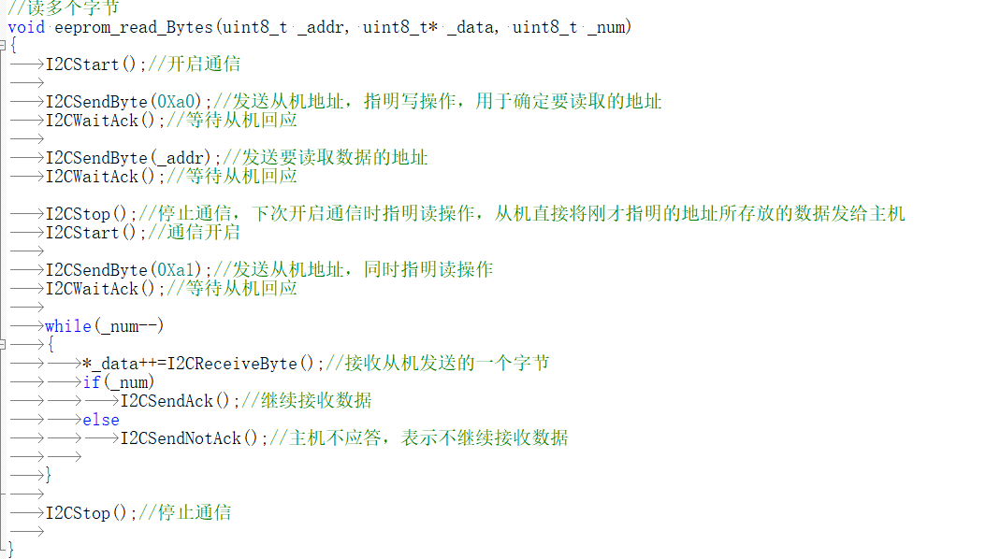 //读多个字节
void eeprom_read_Bytes(uint8_t _addr, uint8_t* _data, uint8_t _num)
{
I2CStart();//开启通信
I2CSendByte(0Xa0);//发送从机地址，指明写操作，用于确定要读取的地址
I2CWaitAck();//等待从机回应
I2CSendByte(_addr);//发送要读取数据的地址
I2CWaitAck();//等待从机回应
I2CStop();//停止通信，下次开启通信时指明读操作，从机直接将刚才指明的地址所存放的数据发给主机
I2CStart();//通信开启
I2CSendByte(0Xa1);//发送从机地址，同时指明读操作
I2CWaitAck();//等待从机回应
while(_num--)
{
*_data++=I2CReceiveByte();//接收从机发送的一个字节
if(_num)
I2CSendAck();//继续接收数据
else
I2CSendNotAck();//主机不应答，表示不继续接收数据
}
I2CStop();//停止通信
}